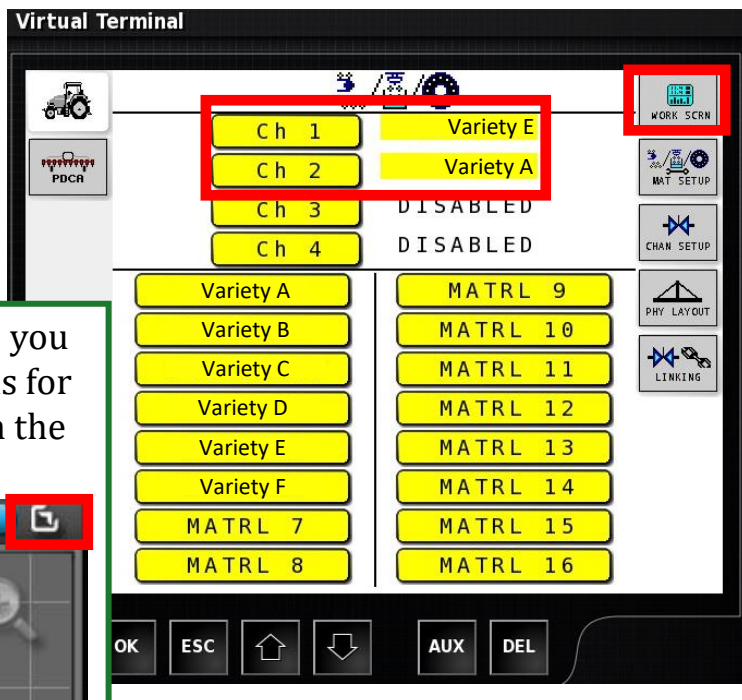 Virtual Terminal
WORK SCRN
Ch 1 Variety E
Ch 2 Variety A
Ch 3 DISABLED
Ch 4 DISABLED
PDCA
MAT SETUP
CHAN SETUP
PHY LAYOUT
LINKING
Variety A MATRL 9
Variety B MATRL 10
Variety C MATRL 11
Variety D MATRL 12
Variety E MATRL 13
Variety F MATRL 14
MATRL 7 MATRL 15
MATRL 8 MATRL 16
you
for
the
OK ESC AUX DEL